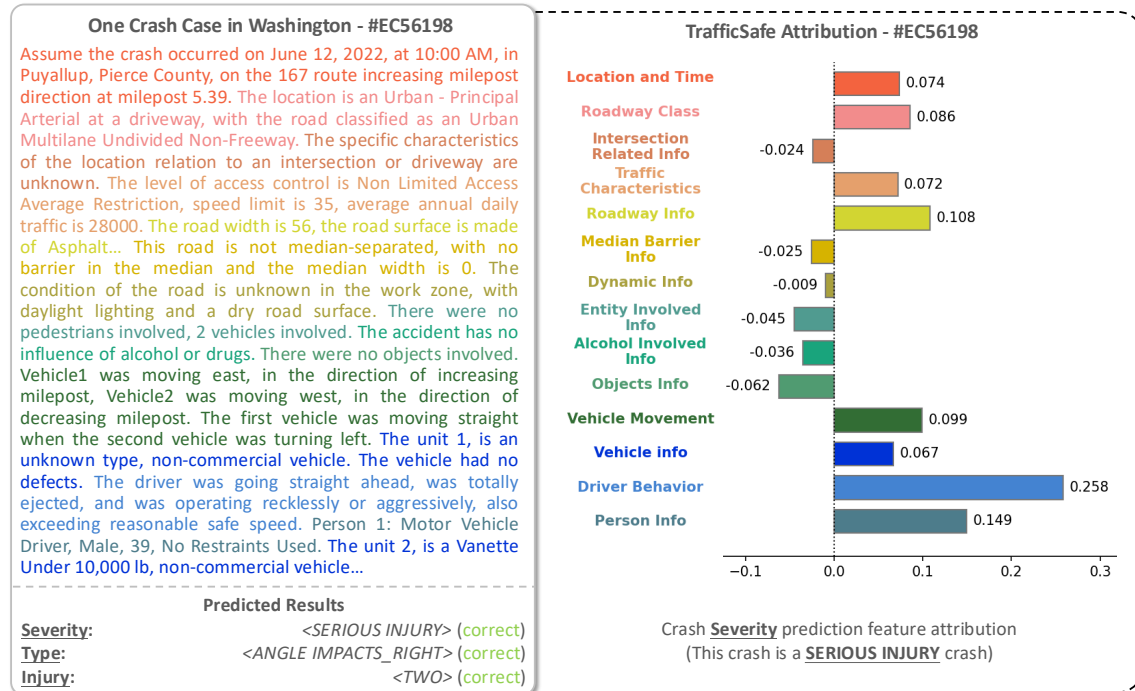 One Crash Case in Washington - #EC56198
Assume the crash occurred on June 12, 2022, at 10:00 AM, in
Puyallup, Pierce County, on the 167 route increasing milepost
direction at milepost 5.39. The location is an Urban - Principal
Arterial at a driveway, with the road classified as an Urban
Multilane Undivided Non-Freeway. The specific characteristics
of the location relation to an intersection or driveway are
unknown. The level of access control is Non Limited Access
Average Restriction, speed limit is 35, average annual daily
traffic is 28000. The road width is 56, the road surface is made
of Asphalt… This road is not median-separated, with no
barrier in the median and the median width is 0. The
condition of the road is unknown in the work zone, with
daylight lighting and a dry road surface. There were no
pedestrians involved, 2 vehicles involved. The accident has no
influence of alcohol or drugs. There were no objects involved.
Vehicle1 was moving east, in the direction of increasing
milepost, Vehicle2 was moving west, in the direction of
decreasing milepost. The first vehicle was moving straight
when the second vehicle was turning left. The unit 1, is an
unknown type, non-commercial vehicle. The vehicle had no
defects. The driver was going straight ahead, was totally
ejected, and was operating recklessly or aggressively, also
exceeding reasonable safe speed. Person 1: Motor Vehicle
Driver, Male, 39, No Restraints Used. The unit 2, is a Vanette
Under 10,000 lb, non-commercial vehicle…
Predicted Results
Severity: <SERIOUS INJURY> (correct)
Type: <ANGLE IMPACTS_RIGHT> (correct)
Injury: <TWO> (correct)
TrafficSafe Attribution - #EC56198
Location and Time 0.074
Roadway Class 0.086
Intersection
Related Info -0.024
Traffic
Characteristics 0.072
Roadway Info 0.108
Median Barrier
Info -0.025
Dynamic Info -0.009
Entity Involved
Info -0.045
Alcohol Involved
Info -0.036
Objects Info -0.062
Vehicle Movement 0.099
Vehicle info 0.067
Driver Behavior 0.258
Person Info 0.149
−0.1 0.0 0.1 0.2 0.3
Crash Severity prediction feature attribution
(This crash is a SERIOUS INJURY crash)